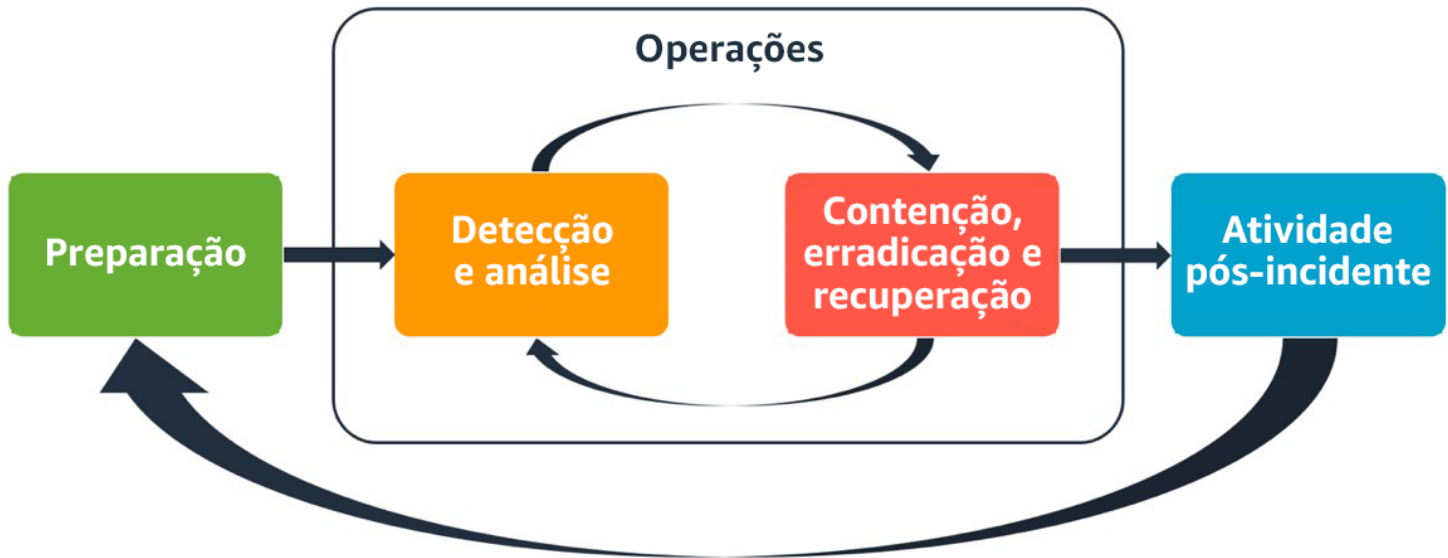 Operações
Preparação
Detecção
e análise
Contenção,
erradicação e
recuperação
Atividade
pós-incidente